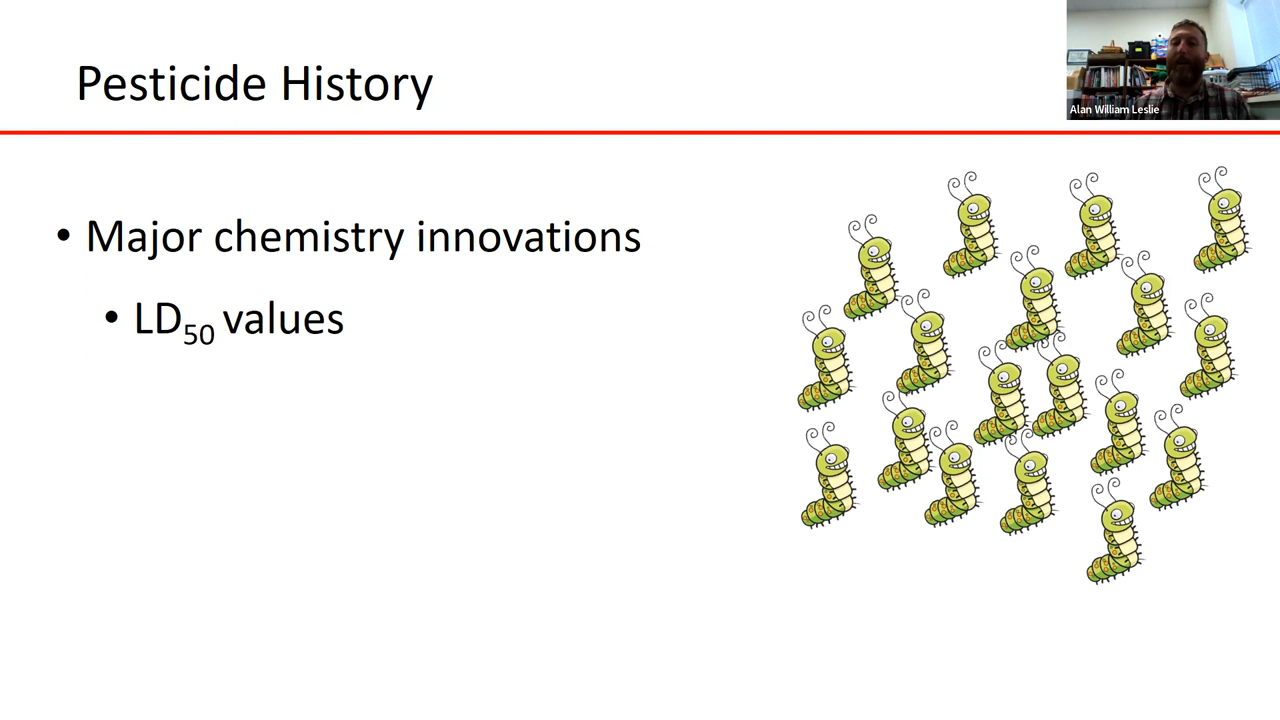 Pesticide History
Alan William Leslie
• Major chemistry innovations
• LD50 values